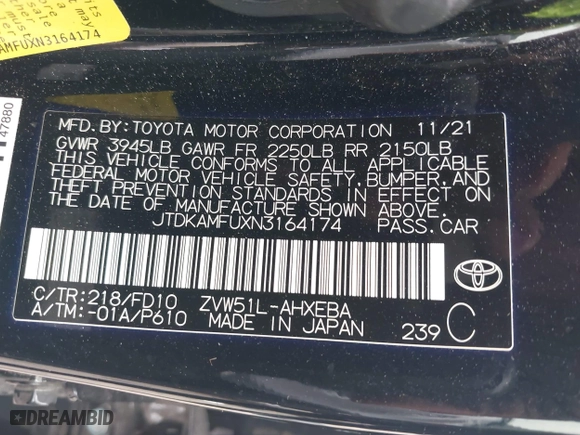 may
AMFUXN3164174
47880
MFD.BY:TOYOTA MOTOR CORPORATION 11/21
GVWR 3945LB GAWR FR 2250LB RR 2150LB
THIS VEHICLE CONFORMS TO ALL APPLICABLE
FEDERAL MOTOR VEHICLE SAFETY, BUMPER, AND
THEFT PREVENTION STANDARDS IN EFFECT ON
THE DATE OF MANUFACTURE SHOWN ABOVE.
JTDKAMFUXN3164174 PASS.CAR
C/TR:218/FD10 ZVW51L-AHXEBA
A/TM:-01A/P610 MADE IN JAPAN
239 C
DREAMBID